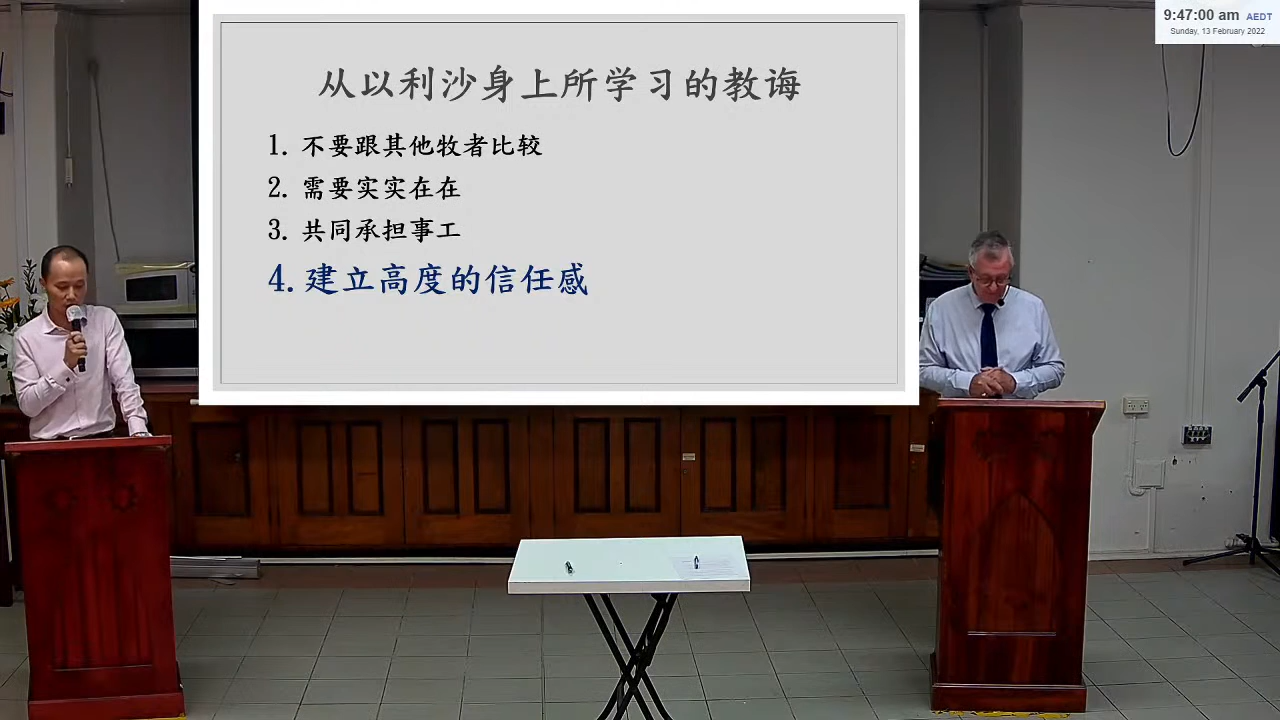 9:47:00 am AEDT
Sunday, 13 February 2022
从以利沙身上所学习的教诲
1. 不要跟其他牧者比较
2. 需要实实在在
3. 共同承担事工
4. 建立高度的信任感